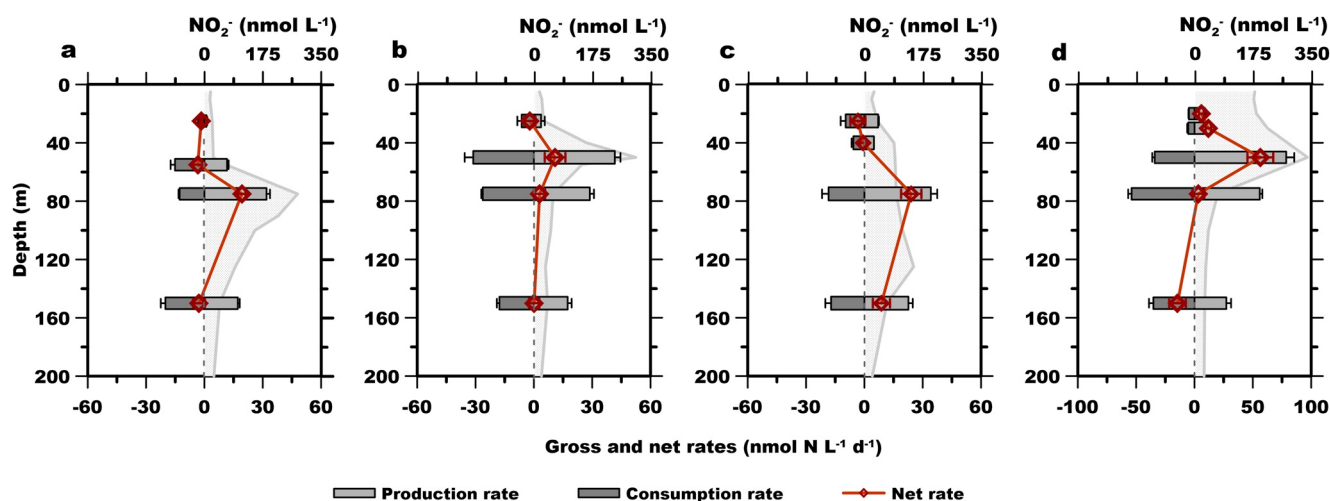 NO₂⁻ (nmol L⁻¹) NO₂⁻ (nmol L⁻¹) NO₂⁻ (nmol L⁻¹) NO₂⁻ (nmol L⁻¹)
a 0 175 350 b 0 175 350 c 0 175 350 d 0 175 350
0 0 0 0
40 40 40 40
80 80 80 80
120 120 120 120
160 160 160 160
200 200 200 200
Depth (m)
-60 -30 0 30 60 -60 -30 0 30 60 -60 -30 0 30 60 -100 -50 0 50 100
Gross and net rates (nmol N L⁻¹ d⁻¹)
Production rate Consumption rate Net rate